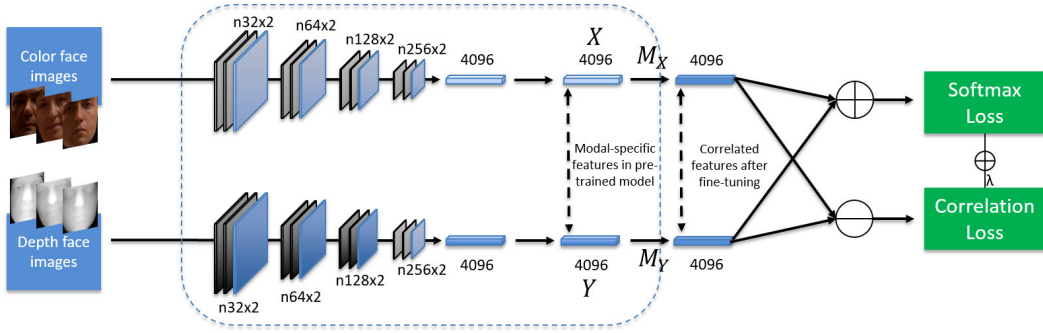 Color face
images
n32x2
n64x2
n128x2
n256x2
4096
X
4096
M_X
4096
Softmax
Loss
Modal-specific
features in pre-
trained model
Correlated
features after
fine-tuning
λ
Correlation
Loss
Depth face
images
n32x2
n64x2
n128x2
n256x2
4096
4096
Y
M_Y
4096